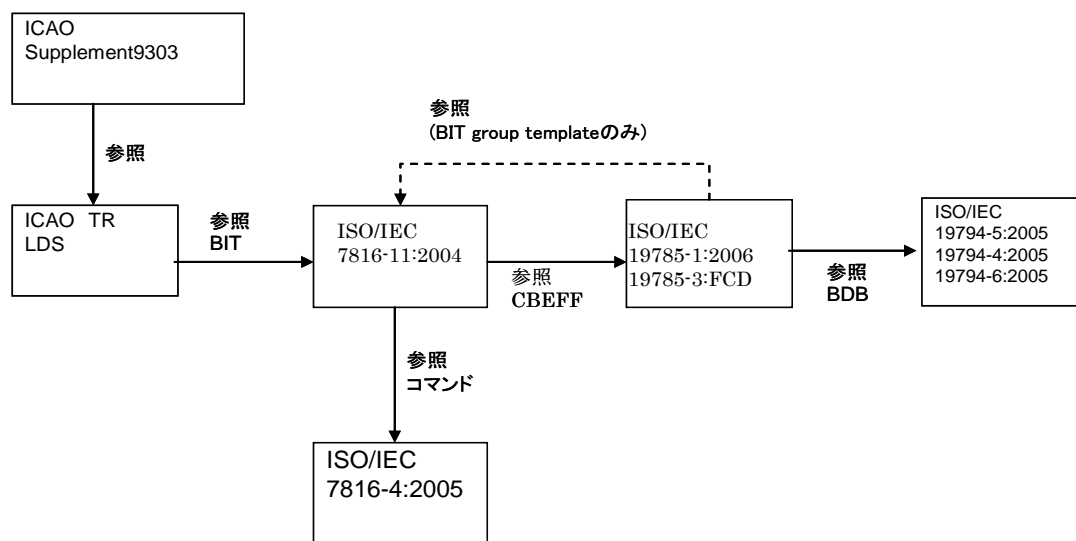 ICAO
Supplement9303
参照
(BIT group templateのみ)
参照
ICAO TR
LDS
参照
BIT
ISO/IEC
7816-11:2004
参照
CBEFF
ISO/IEC
19785-1:2006
19785-3:FCD
参照
BDB
ISO/IEC
19794-5:2005
19794-4:2005
19794-6:2005
参照
コマンド
ISO/IEC
7816-4:2005